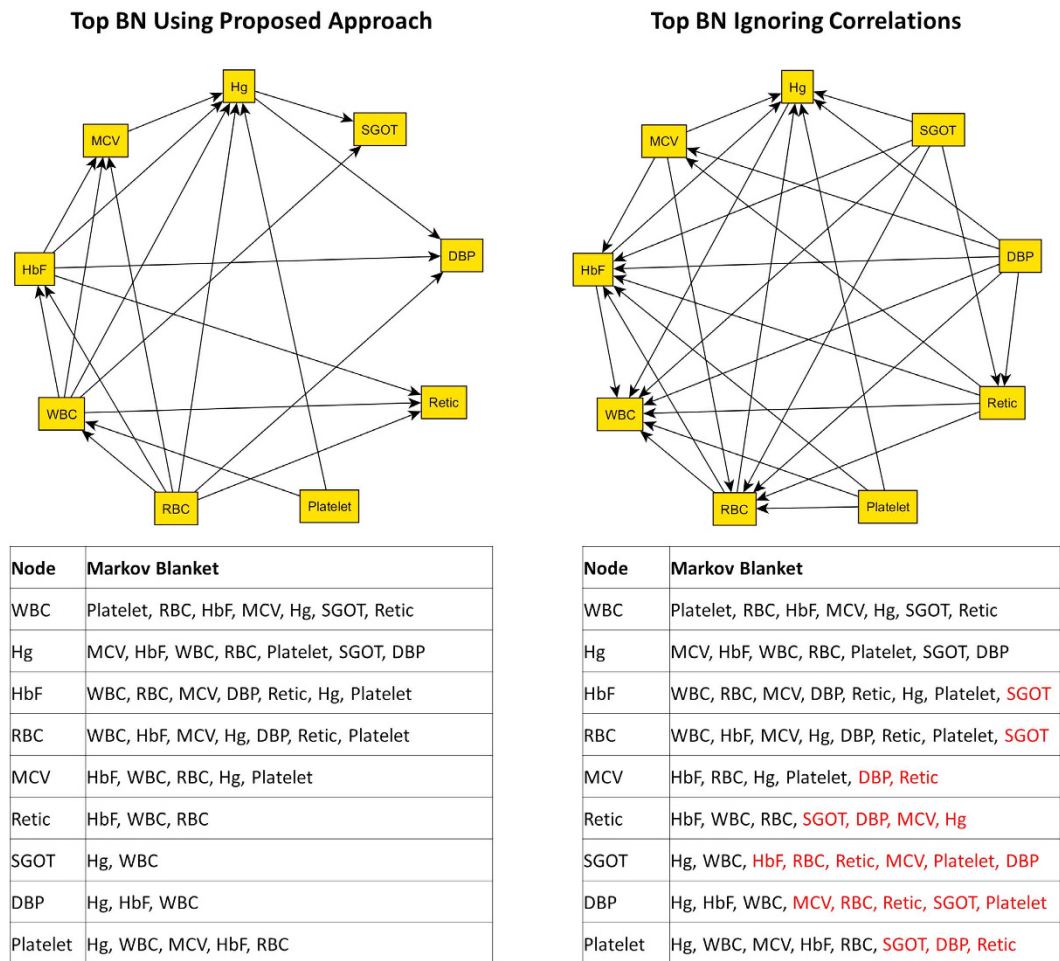 Top BN Using Proposed Approach
Hg
MCV
SGOT
HbF
DBP
WBC
Retic
RBC
Platelet
Node Markov Blanket
WBC Platelet, RBC, HbF, MCV, Hg, SGOT, Retic
Hg MCV, HbF, WBC, RBC, Platelet, SGOT, DBP
HbF WBC, RBC, MCV, DBP, Retic, Hg, Platelet
RBC WBC, HbF, MCV, Hg, DBP, Retic, Platelet
MCV HbF, WBC, RBC, Hg, Platelet
Retic HbF, WBC, RBC
SGOT Hg, WBC
DBP Hg, HbF, WBC
Platelet Hg, WBC, MCV, HbF, RBC
Top BN Ignoring Correlations
Hg
MCV
SGOT
HbF
DBP
WBC
Retic
RBC
Platelet
Node Markov Blanket
WBC Platelet, RBC, HbF, MCV, Hg, SGOT, Retic
Hg MCV, HbF, WBC, RBC, Platelet, SGOT, DBP
HbF WBC, RBC, MCV, DBP, Retic, Hg, Platelet, SGOT
RBC WBC, HbF, MCV, Hg, DBP, Retic, Platelet, SGOT
MCV HbF, RBC, Hg, Platelet, DBP, Retic
Retic HbF, WBC, RBC, SGOT, DBP, MCV, Hg
SGOT Hg, WBC, HbF, RBC, Retic, MCV, Platelet, DBP
DBP Hg, HbF, WBC, MCV, RBC, Retic, SGOT, Platelet
Platelet Hg, WBC, MCV, HbF, RBC, SGOT, DBP, Retic